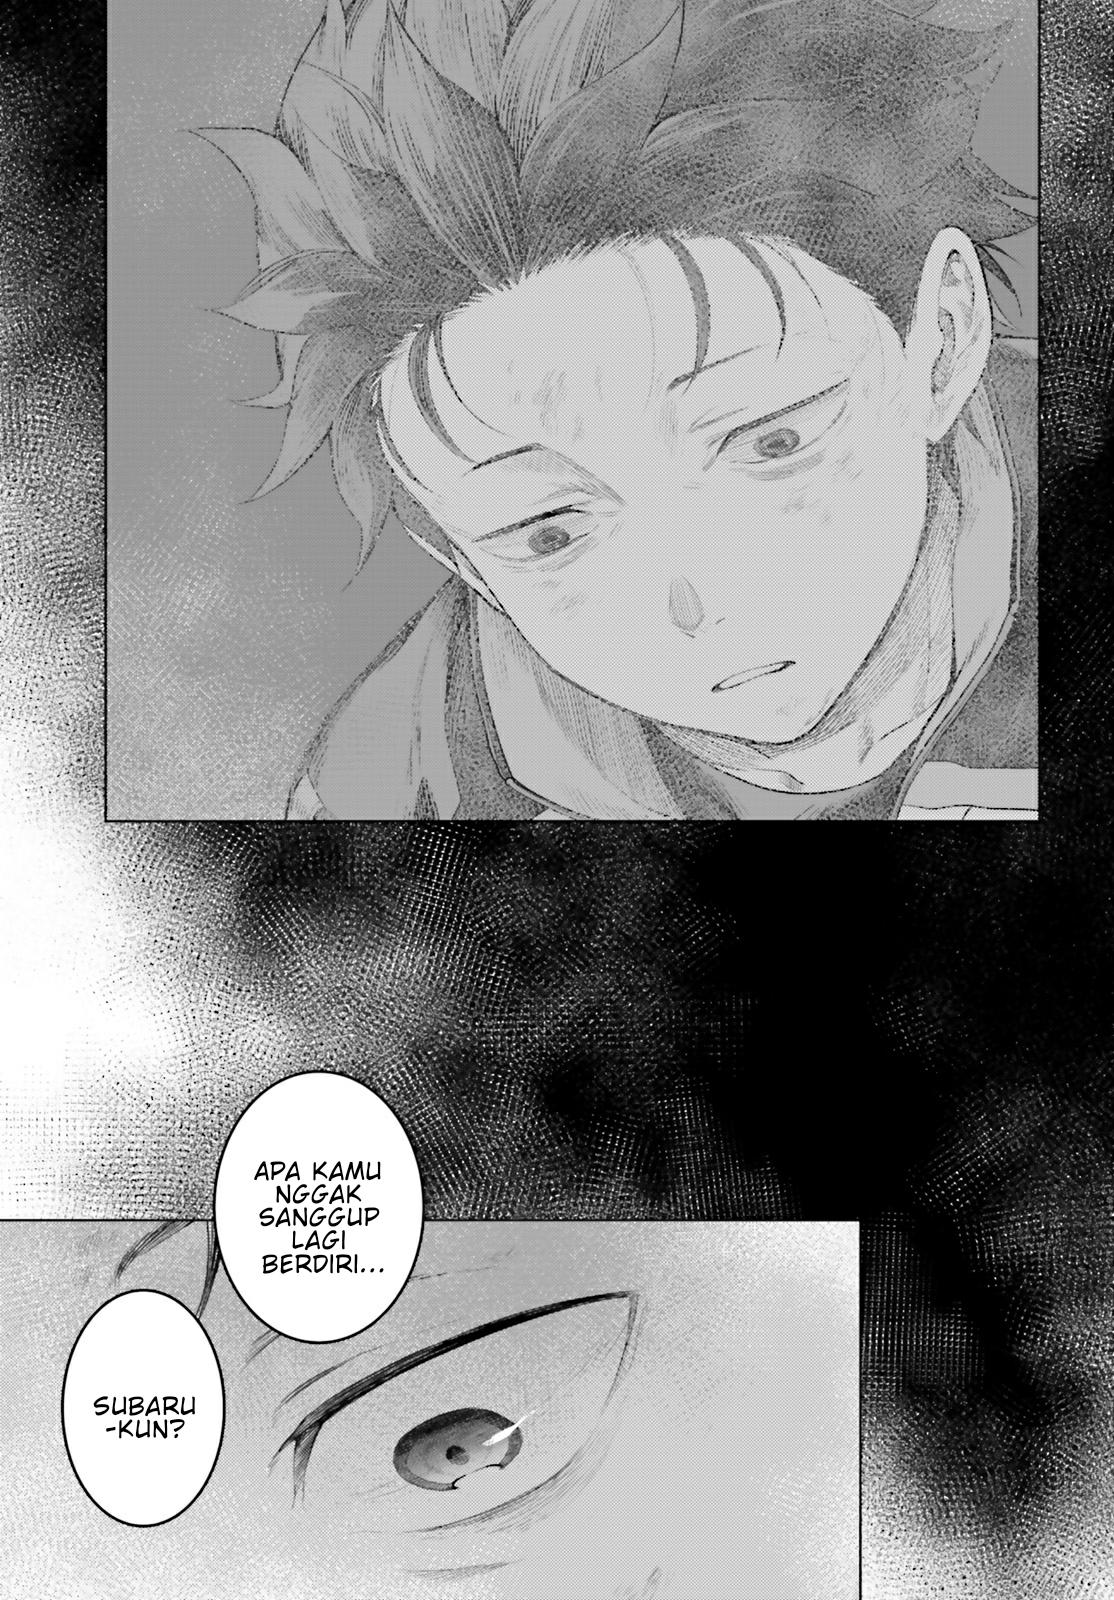 APA KAMU
NGGAK
SANGGUP
LAGI
BERDIRI...
SUBARU
-KUN?